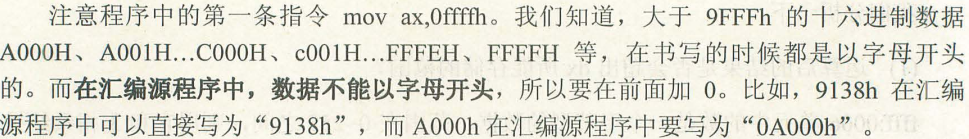 注意程序中的第一条指令 mov ax,0ffffh。我们知道，大于 9FFFh 的十六进制数据
A000H、A001H…C000H、c001H…FFFEH、FFFFH 等，在书写的时候都是以字母开头
的。而在汇编源程序中，数据不能以字母开头，所以要在前面加 0。比如，9138h 在汇编
源程序中可以直接写为“9138h”，而 A000h 在汇编源程序中要写为“0A000h”。